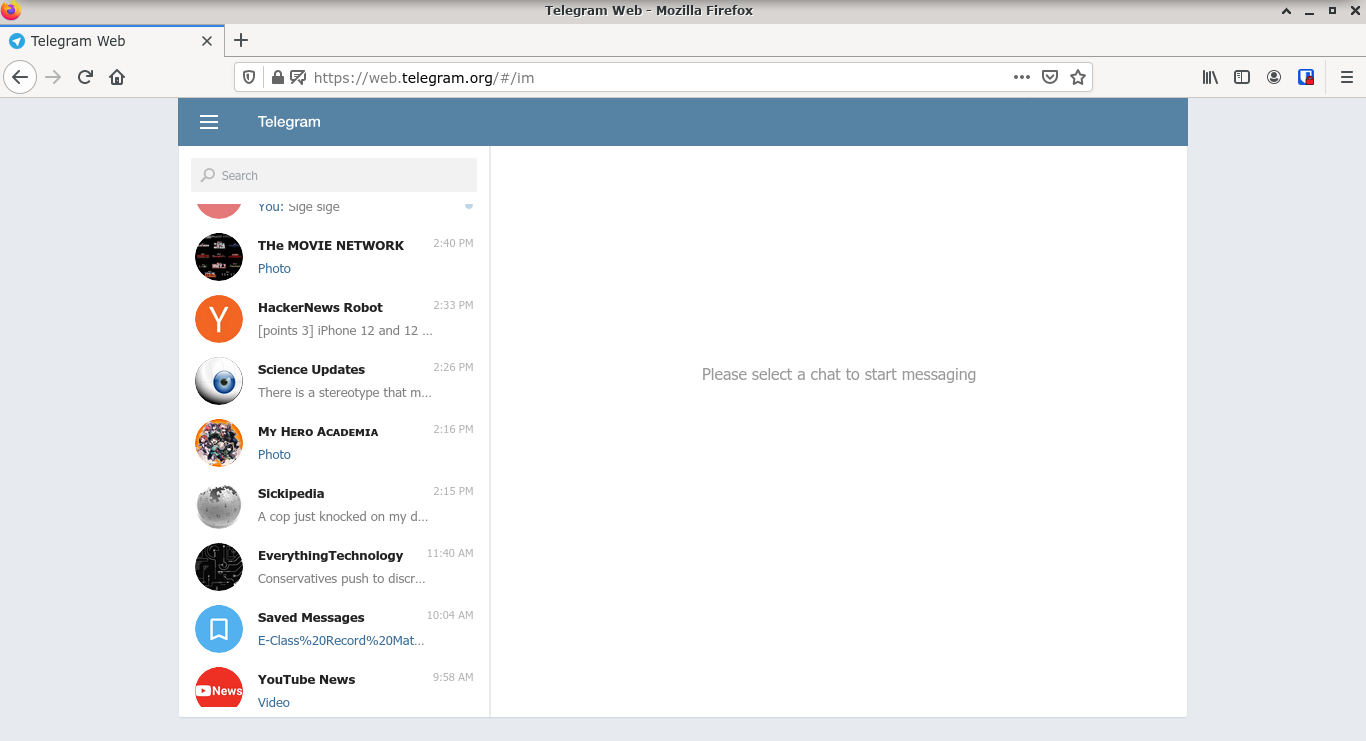 Telegram Web - Mozilla Firefox
Telegram Web
https://web.telegram.org/#/im
Telegram
Search
You: Sige sige
THe MOVIE NETWORK 2:40 PM
Photo
Y
HackerNews Robot 2:33 PM
[points 3] iPhone 12 and 12 ...
Science Updates 2:26 PM
There is a stereotype that m...
Please select a chat to start messaging
Mʏ Hᴇʀᴏ Aᴄᴀᴅᴇᴍɪᴀ 2:16 PM
Photo
Sickipedia 2:15 PM
A cop just knocked on my d...
EverythingTechnology 11:40 AM
Conservatives push to discr...
Saved Messages 10:04 AM
E-Class%20Record%20Mat...
YouTube News 9:58 AM
News
Video